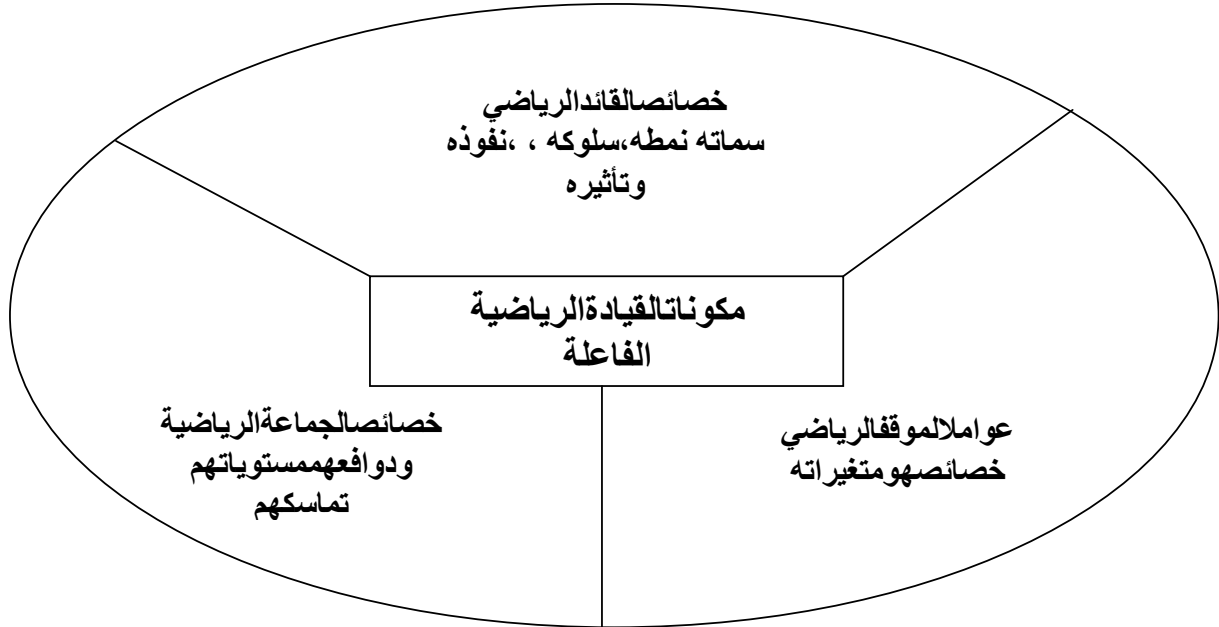 خصائصالقائدالرياضي
سماته نمطه،سلوكه ، ،نفوذه
وتأثيره
مكوناتالقيادةالرياضية
الفاعلة
عواملالموقفالرياضي
خصائصهومتغيراته
خصائصالجماعةالرياضية
ودوافعهممستوياتهم
تماسكهم